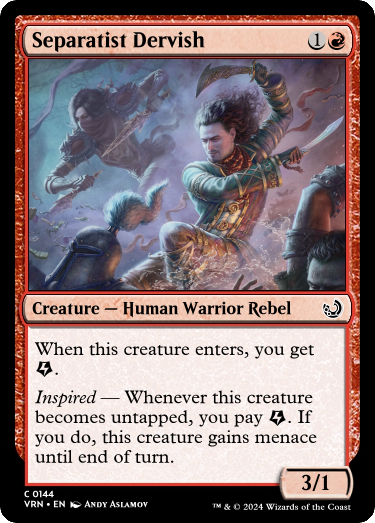 Separatist Dervish 1
Creature — Human Warrior Rebel
When this creature enters, you get
.
Inspired — Whenever this creature
becomes untapped, you pay . If
you do, this creature gains menace
until end of turn.
3/1
C 0144
VRN • EN Andy Aslamov
™ & © 2024 Wizards of the Coast